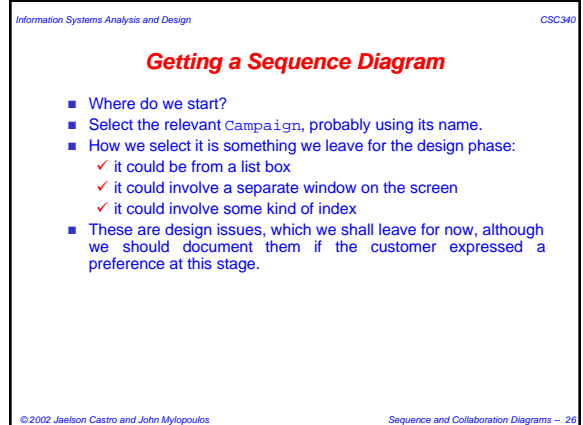 Information Systems Analysis and Design CSC340
Getting a Sequence Diagram
Where do we start?
Select the relevant Campaign, probably using its name.
How we select it is something we leave for the design phase:
it could be from a list box
it could involve a separate window on the screen
it could involve some kind of index
These are design issues, which we shall leave for now, although
we should document them if the customer expressed a
preference at this stage.
© 2002 Jaelson Castro and John Mylopoulos Sequence and Collaboration Diagrams -- 26